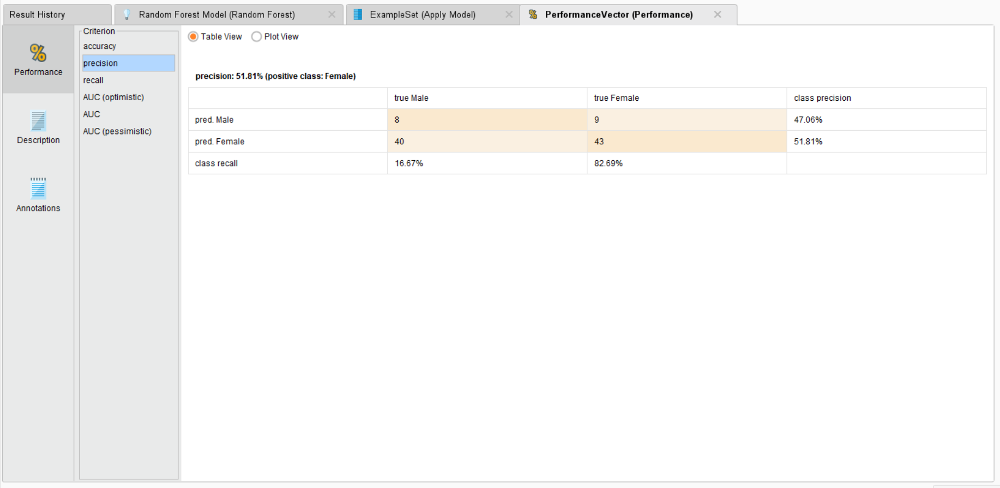 Result History
Random Forest Model (Random Forest)
ExampleSet (Apply Model)
PerformanceVector (Performance)
Performance
Description
Annotations
Criterion
accuracy
precision
recall
AUC (optimistic)
AUC
AUC (pessimistic)
Table View Plot View
precision: 51.81% (positive class: Female)
true Male true Female class precision
pred. Male 8 9 47.06%
pred. Female 40 43 51.81%
class recall 16.67% 82.69%